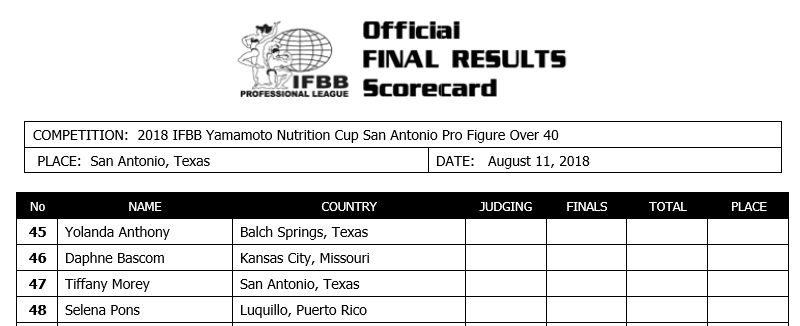 Official
FINAL RESULTS
Scorecard
IFBB
PROFESSIONAL LEAGUE
COMPETITION: 2018 IFBB Yamamoto Nutrition Cup San Antonio Pro Figure Over 40
PLACE: San Antonio, Texas DATE: August 11, 2018
No NAME COUNTRY JUDGING FINALS TOTAL PLACE
45 Yolanda Anthony Balch Springs, Texas
46 Daphne Bascom Kansas City, Missouri
47 Tiffany Morey San Antonio, Texas
48 Selena Pons Luquillo, Puerto Rico